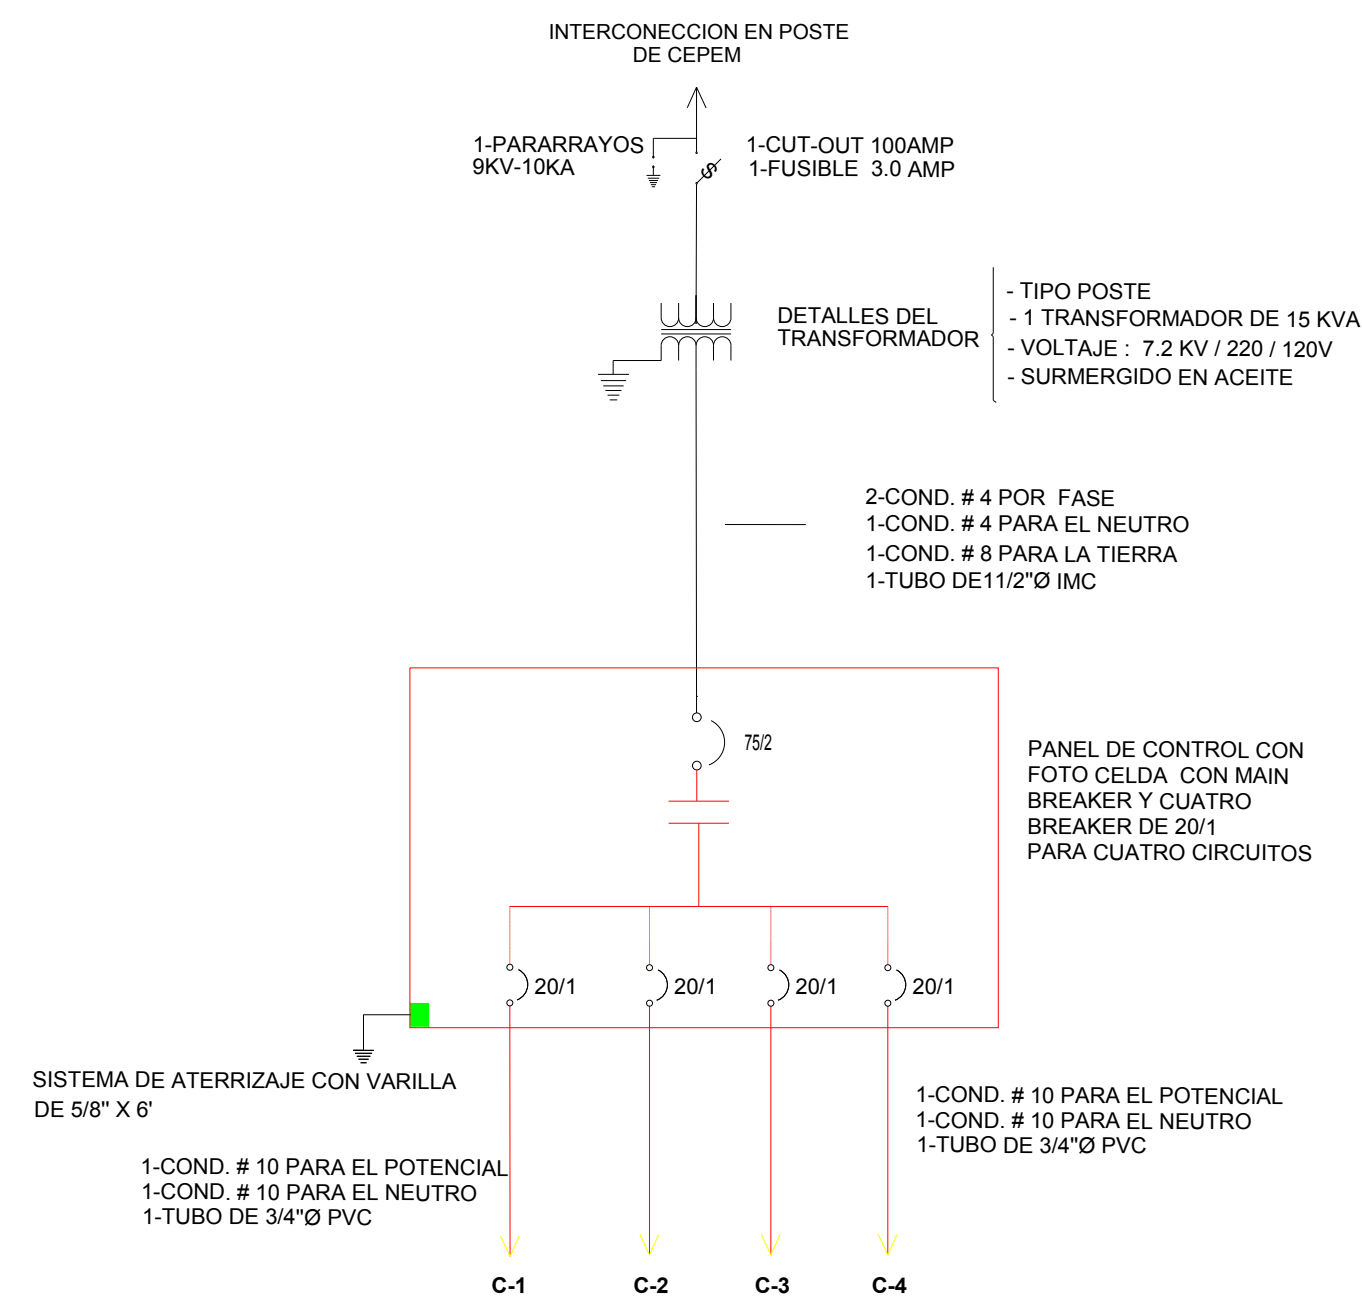 INTERCONECCION EN POSTE
DE CEPEM
1-PARARRAYOS
9KV-10KA
1-CUT-OUT 100AMP
1-FUSIBLE 3.0 AMP
$
DETALLES DEL
TRANSFORMADOR
- TIPO POSTE
- 1 TRANSFORMADOR DE 15 KVA
- VOLTAJE : 7.2 KV / 220 / 120V
- SURMERGIDO EN ACEITE
2-COND. # 4 POR FASE
1-COND. # 4 PARA EL NEUTRO
1-COND. # 8 PARA LA TIERRA
1-TUBO DE11/2"Ø IMC
75/2
PANEL DE CONTROL CON
FOTO CELDA CON MAIN
BREAKER Y CUATRO
BREAKER DE 20/1
PARA CUATRO CIRCUITOS
20/1
20/1
20/1
20/1
SISTEMA DE ATERRIZAJE CON VARILLA
DE 5/8" X 6'
1-COND. # 10 PARA EL POTENCIAL
1-COND. # 10 PARA EL NEUTRO
1-TUBO DE 3/4"Ø PVC
1-COND. # 10 PARA EL POTENCIAL
1-COND. # 10 PARA EL NEUTRO
1-TUBO DE 3/4"Ø PVC
C-1
C-2
C-3
C-4